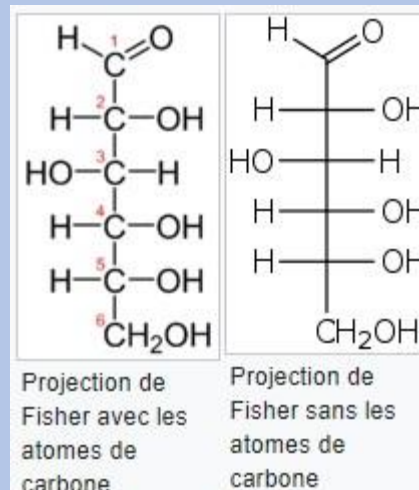 H 1 O
C
2
H C OH
3
HO C H
4
H C OH
5
H C OH
6
CH₂OH
Projection de
Fisher avec les
atomes de
carbone
H O
H OH
HO H
H OH
H OH
CH₂OH
Projection de
Fisher sans les
atomes de
carbone